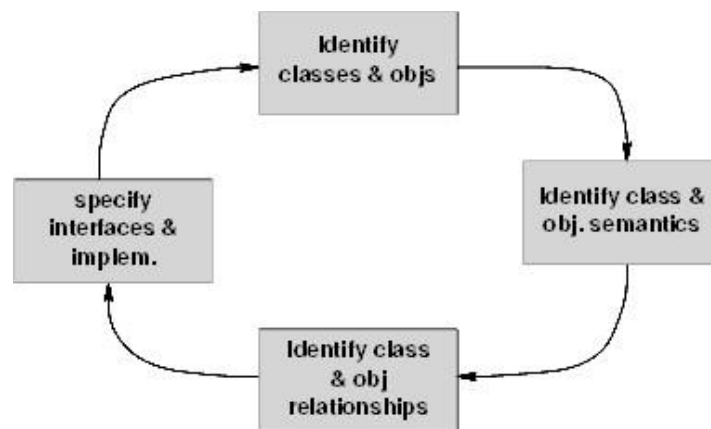 Identify
classes & objs
Identify class &
obj. semantics
Identify class
& obj
relationships
specify
interfaces &
implem.